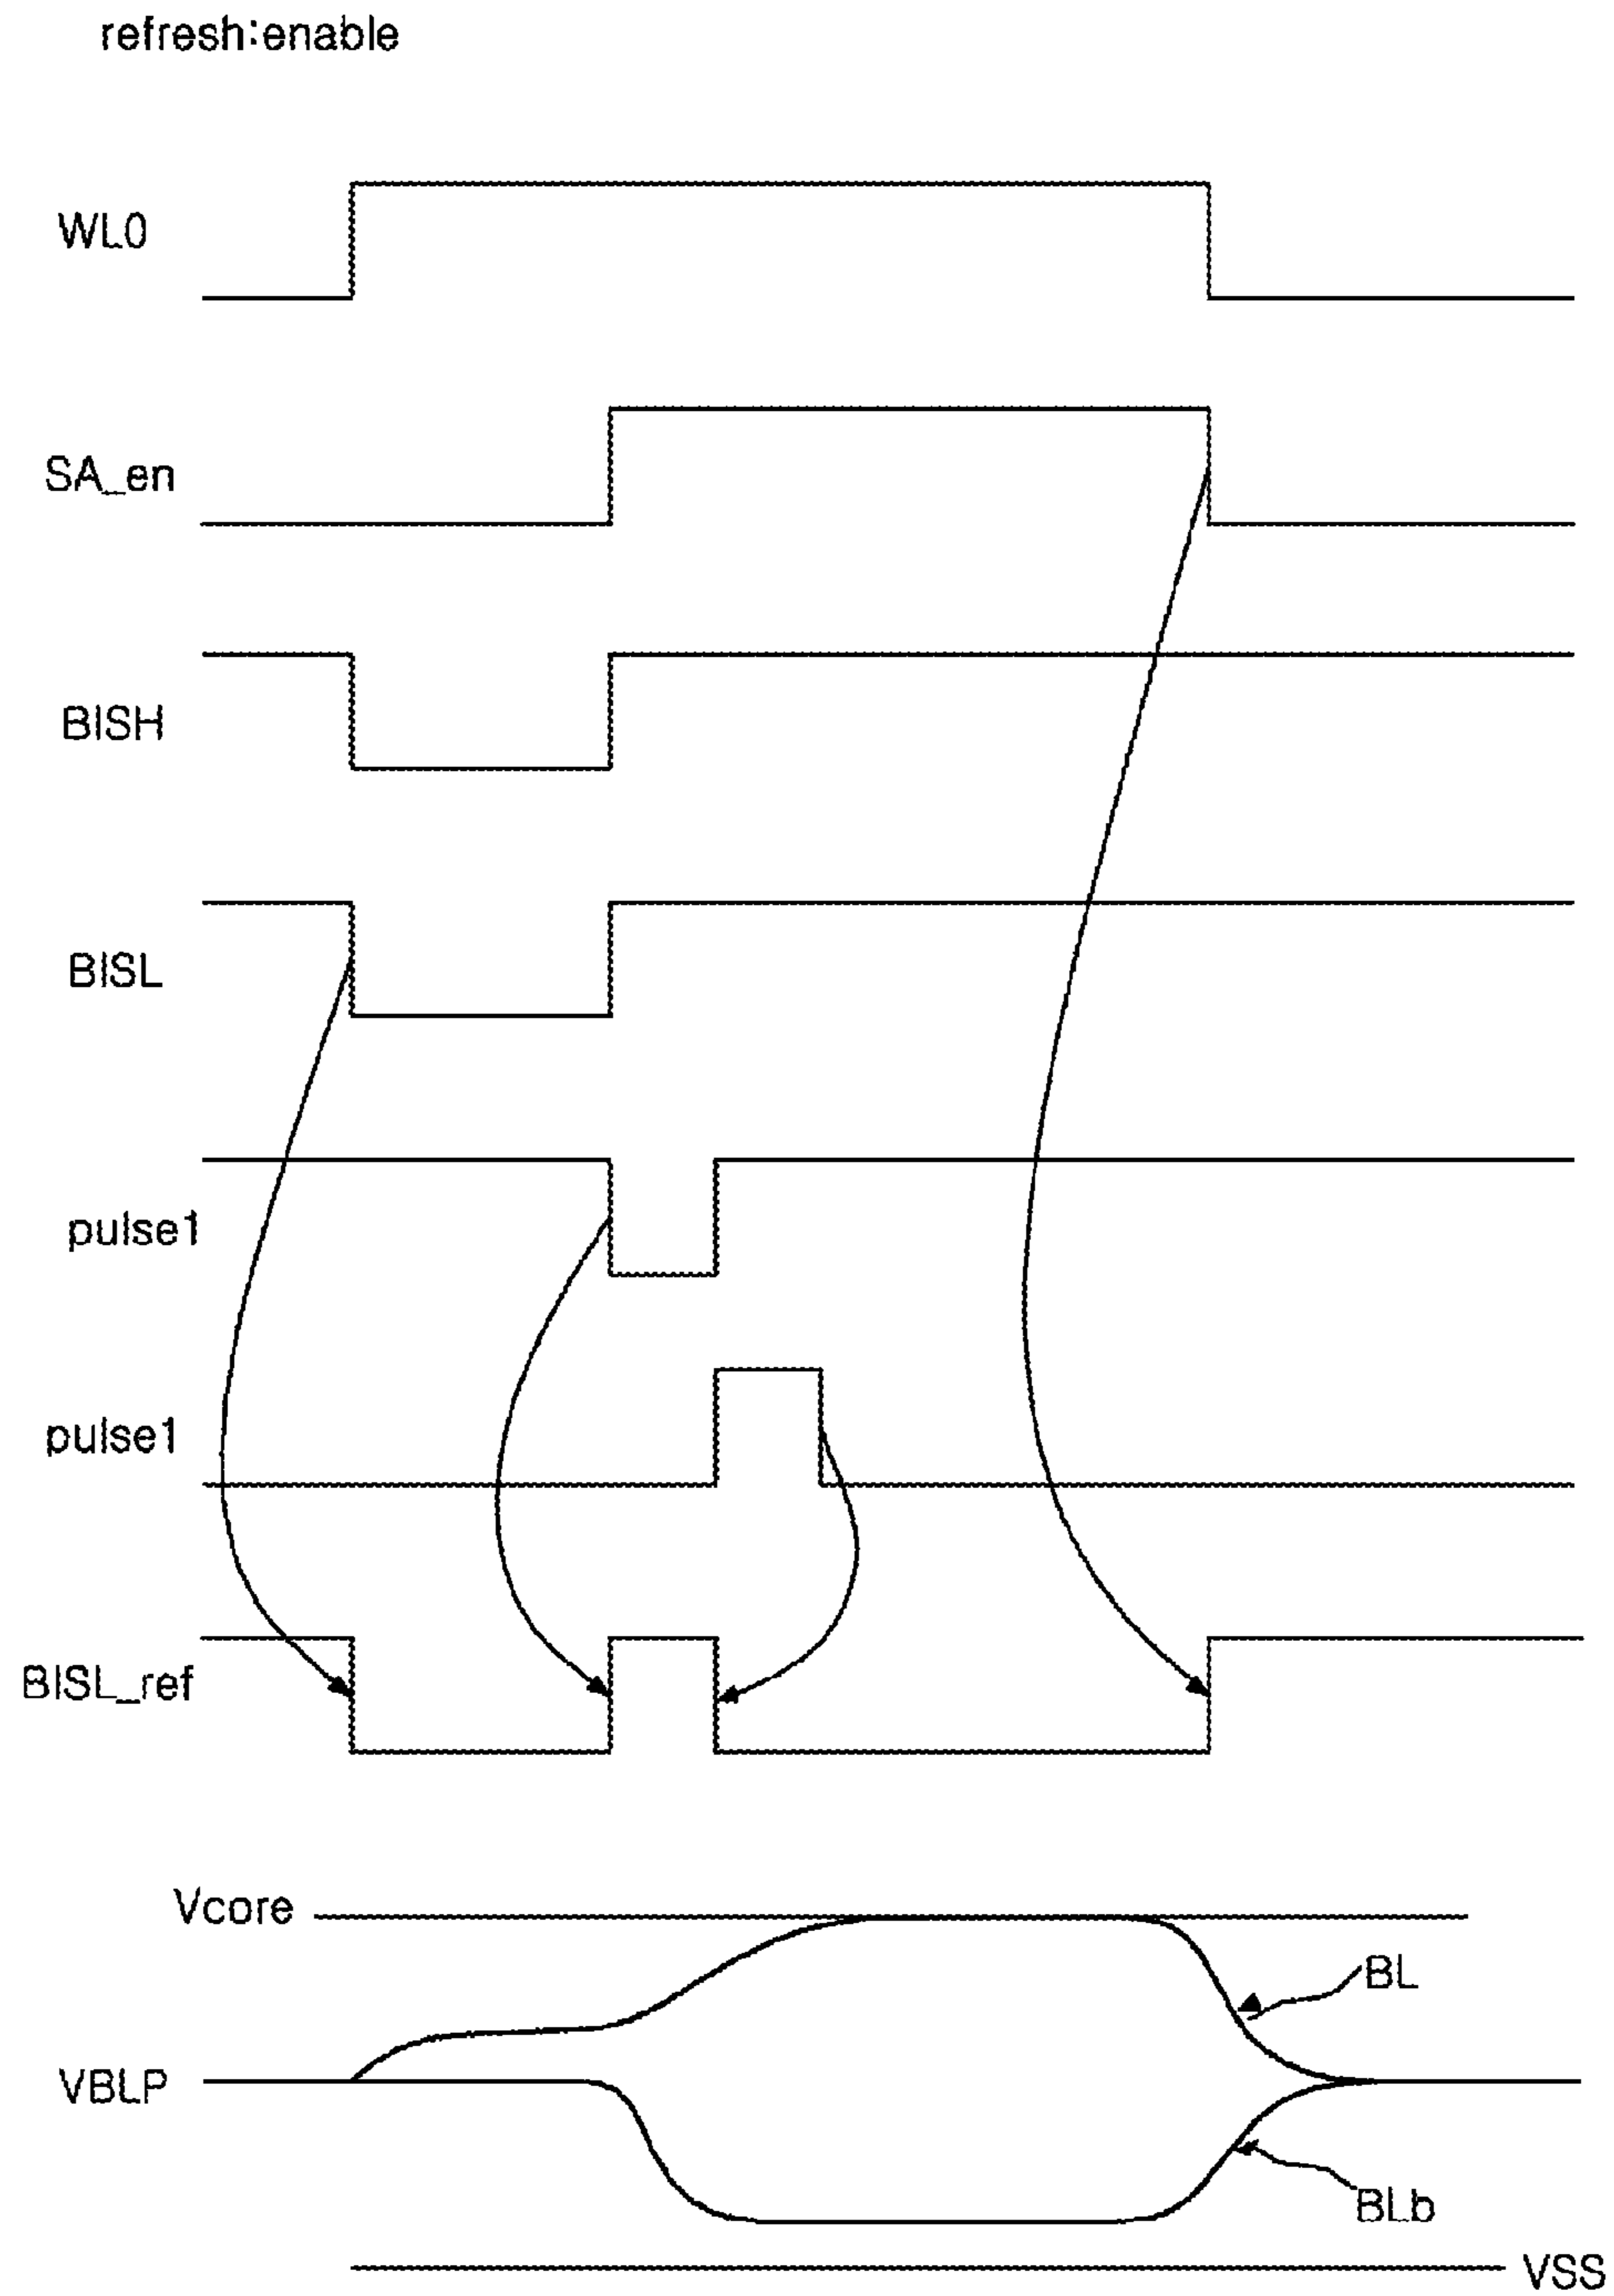 refresh:enable
WL0
SA_en
BISH
BISL
pulse1
pulse1
BISL_ref
Vcore
BL
VBLP
BLb
VSS